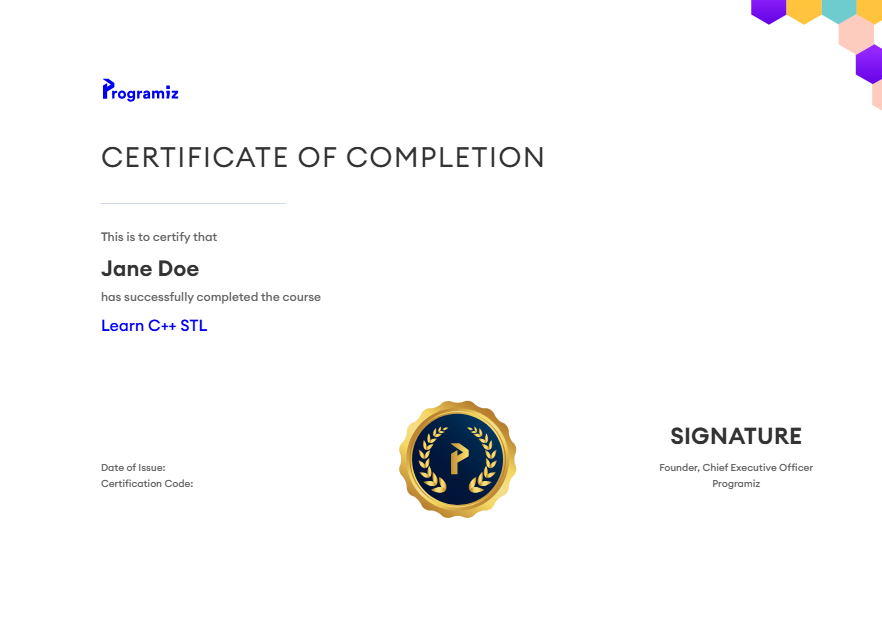 Programiz
CERTIFICATE OF COMPLETION
This is to certify that
Jane Doe
has successfully completed the course
Learn C++ STL
SIGNATURE
Date of Issue:
Certification Code:
Founder, Chief Executive Officer
Programiz